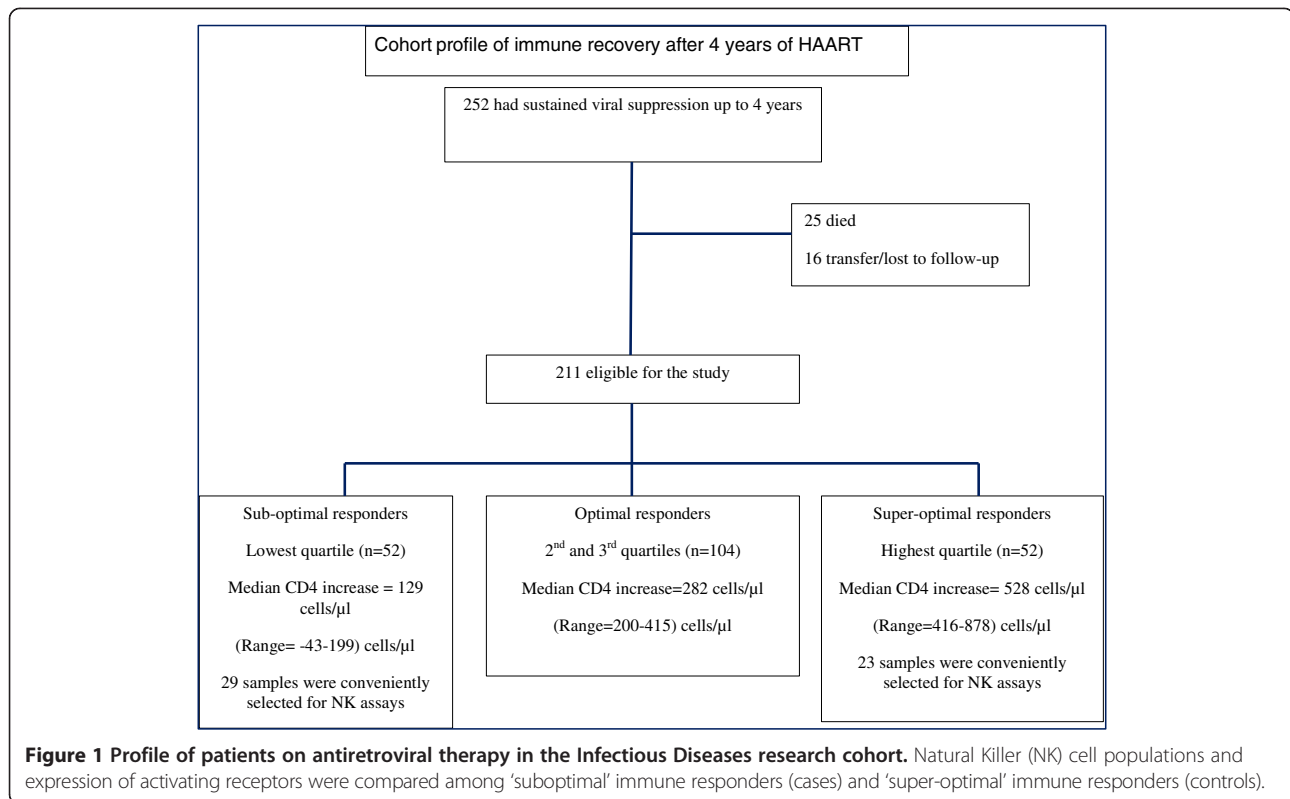 Cohort profile of immune recovery after 4 years of HAART
252 had sustained viral suppression up to 4 years
25 died
16 transfer/lost to follow-up
211 eligible for the study
Sub-optimal responders
Lowest quartile (n=52)
Median CD4 increase = 129
cells/µl
(Range= -43-199) cells/µl
29 samples were conveniently
selected for NK assays
Optimal responders
2nd and 3rd quartiles (n=104)
Median CD4 increase=282 cells/µl
(Range=200-415) cells/µl
Super-optimal responders
Highest quartile (n=52)
Median CD4 increase= 528 cells/µl
(Range=416-878) cells/µl
23 samples were conveniently
selected for NK assays
Figure 1 Profile of patients on antiretroviral therapy in the Infectious Diseases research cohort. Natural Killer (NK) cell populations and
expression of activating receptors were compared among ‘suboptimal’ immune responders (cases) and ‘super-optimal’ immune responders (controls).